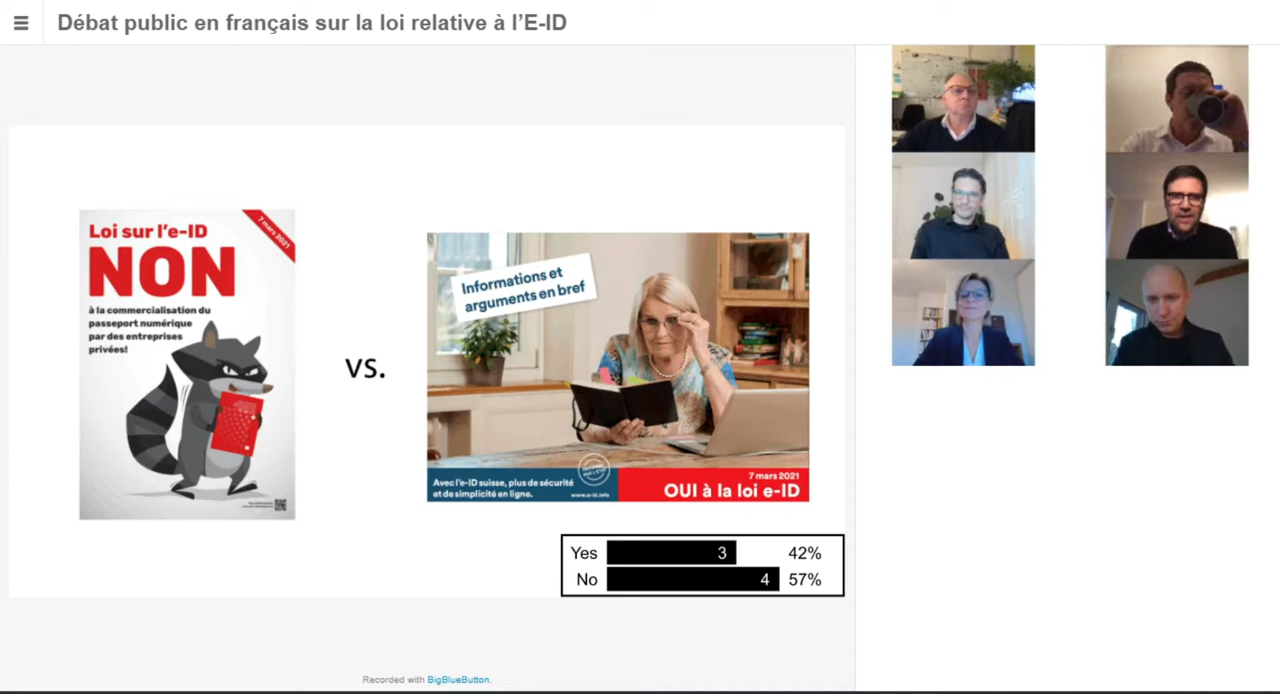 Débat public en français sur la loi relative à l'E-ID
7 mars 2021
Loi sur l'e-ID
NON
à la commercialisation du
passeport numérique
par des entreprises
privées!
vs.
Informations et
arguments en bref
Avec l'e-ID suisse, plus de sécurité
et de simplicité en ligne.
www.e-id.info
7 mars 2021
OUI à la loi e-ID
Yes 3 42%
No 4 57%
Recorded with BigBlueButton.